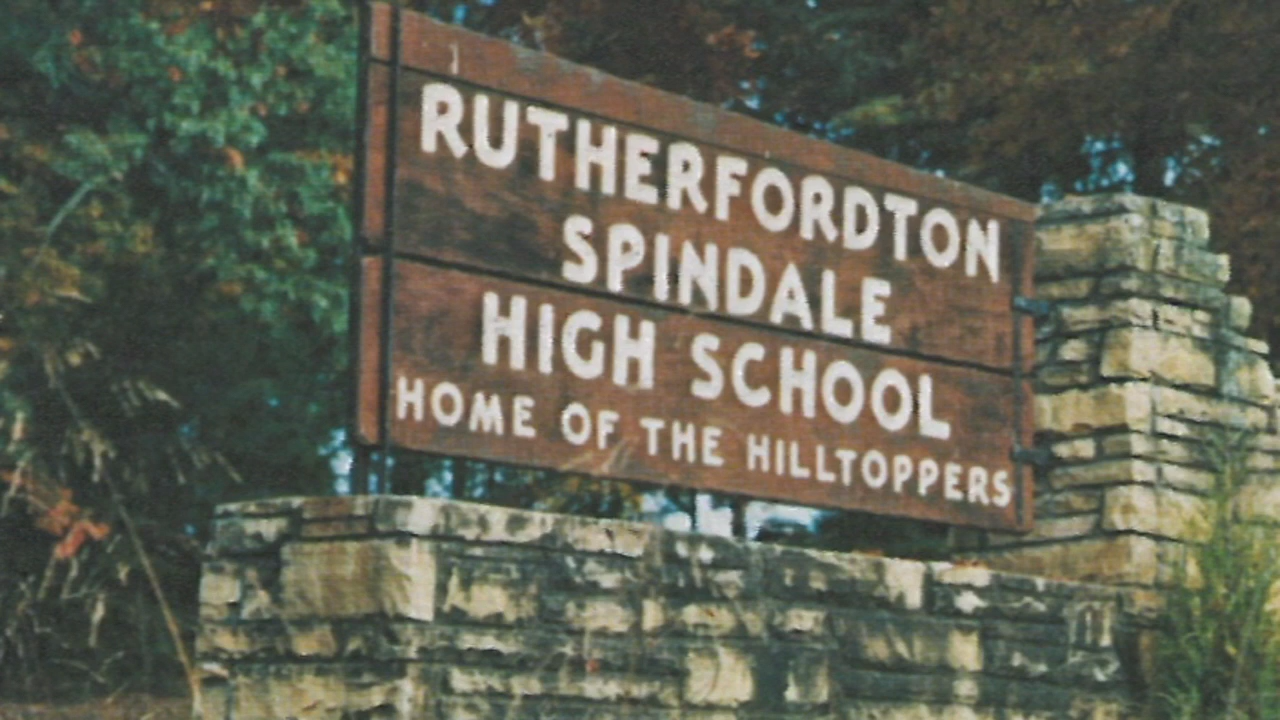 RUTHERFORDTON
SPINDALE
HIGH SCHOOL
HOME OF THE HILLTOPPERS